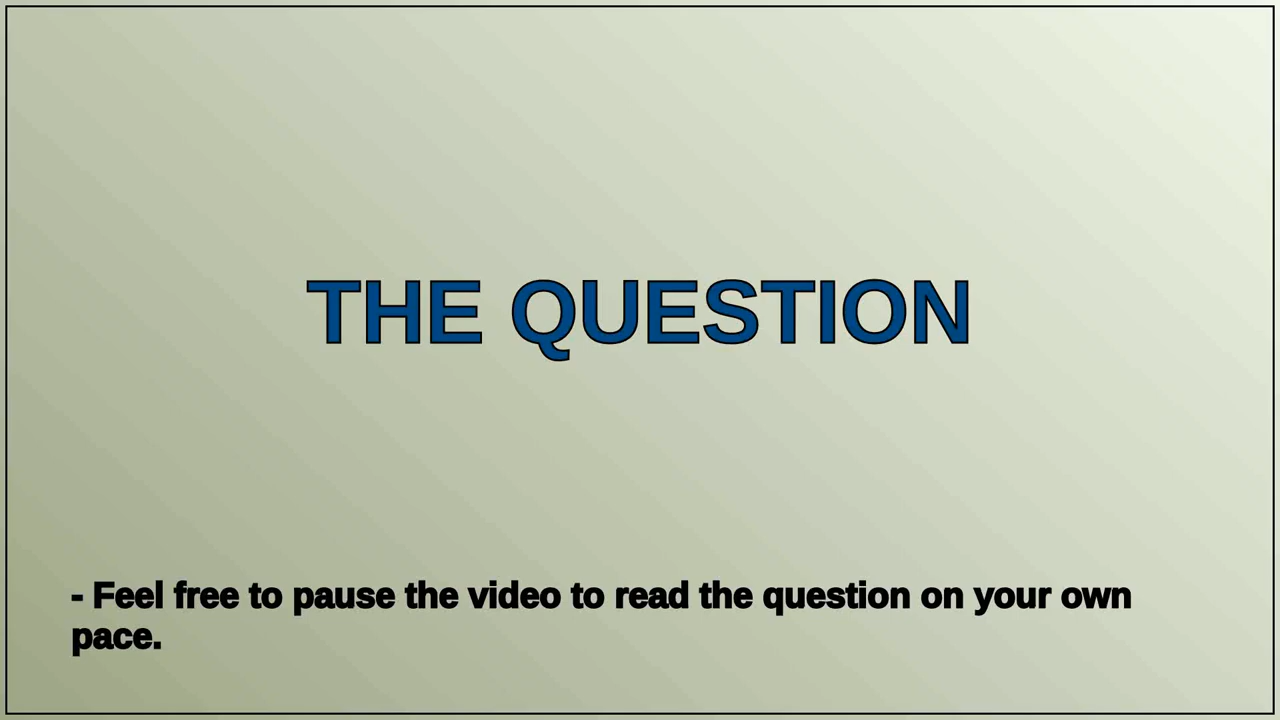 THE QUESTION
- Feel free to pause the video to read the question on your own
pace.